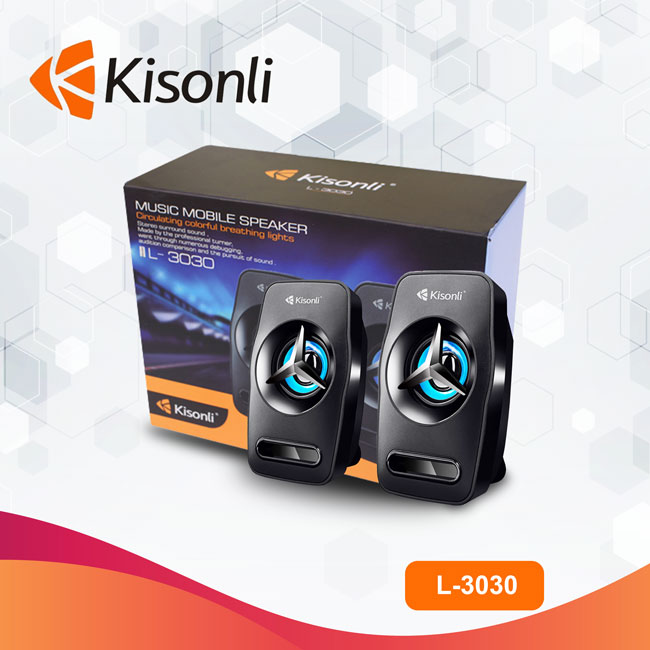 Kisonli
Kisonli
L-3030
MUSIC MOBILE SPEAKER
Circulating colorful breathing lights
Stereo surround sound .
Made by the professional turner,
went through numerous debugging,
audition comparison and the pursuit of sound .
L-3030
Kisonli
Kisonli
Kisonli
L-3030